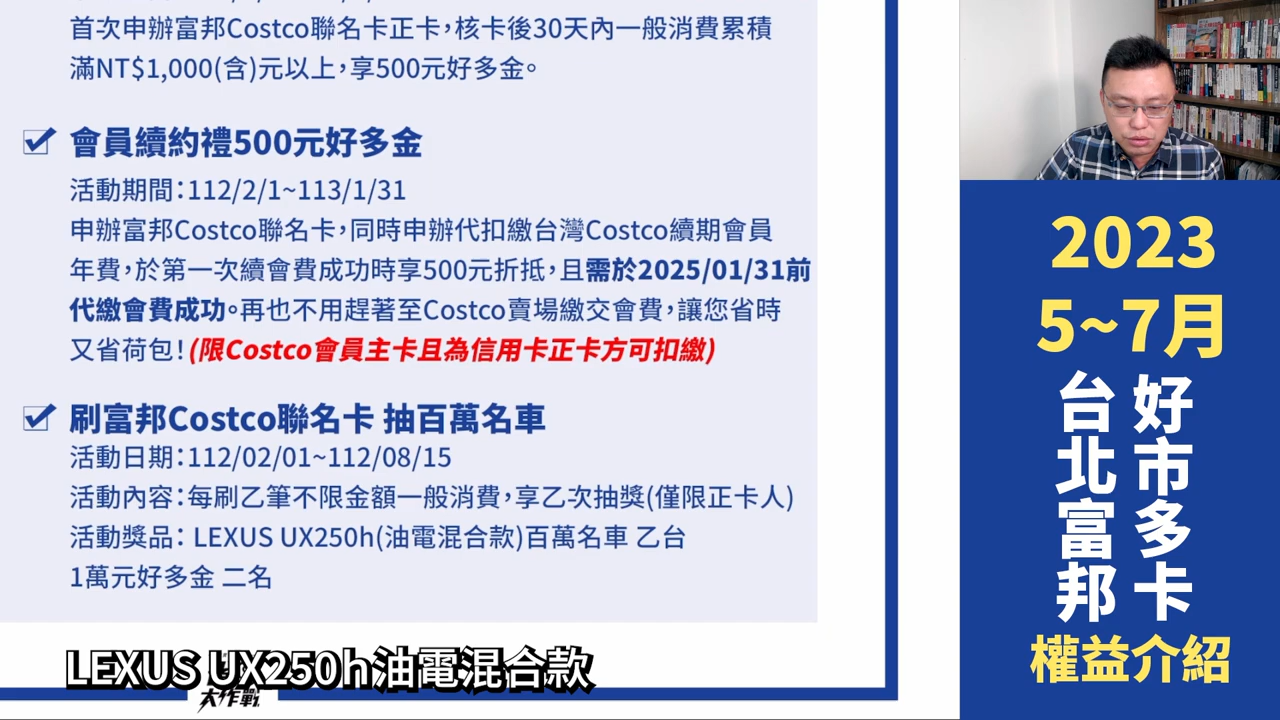 首次申辦富邦Costco聯名卡正卡，核卡後30天內一般消費累積
滿NT$1,000(含)元以上，享500元好多金。
會員續約禮500元好多金
活動期間：112/2/1~113/1/31
申辦富邦Costco聯名卡，同時申辦代扣繳台灣Costco續期會員
年費，於第一次續會費成功時享500元折抵，且需於2025/01/31前
代繳會費成功。再也不用趕著至Costco賣場繳交會費，讓您省時
又省荷包！(限Costco會員主卡且為信用卡正卡方可扣繳)
刷富邦Costco聯名卡 抽百萬名車
活動日期：112/02/01~112/08/15
活動內容：每刷乙筆不限金額一般消費，享乙次抽獎(僅限正卡人)
活動獎品： LEXUS UX250h(油電混合款)百萬名車 乙台
1萬元好多金 二名
LEXUS UX250h油電混合款
大作戰
2023
5~7月
台北富邦
好市多卡
權益介紹